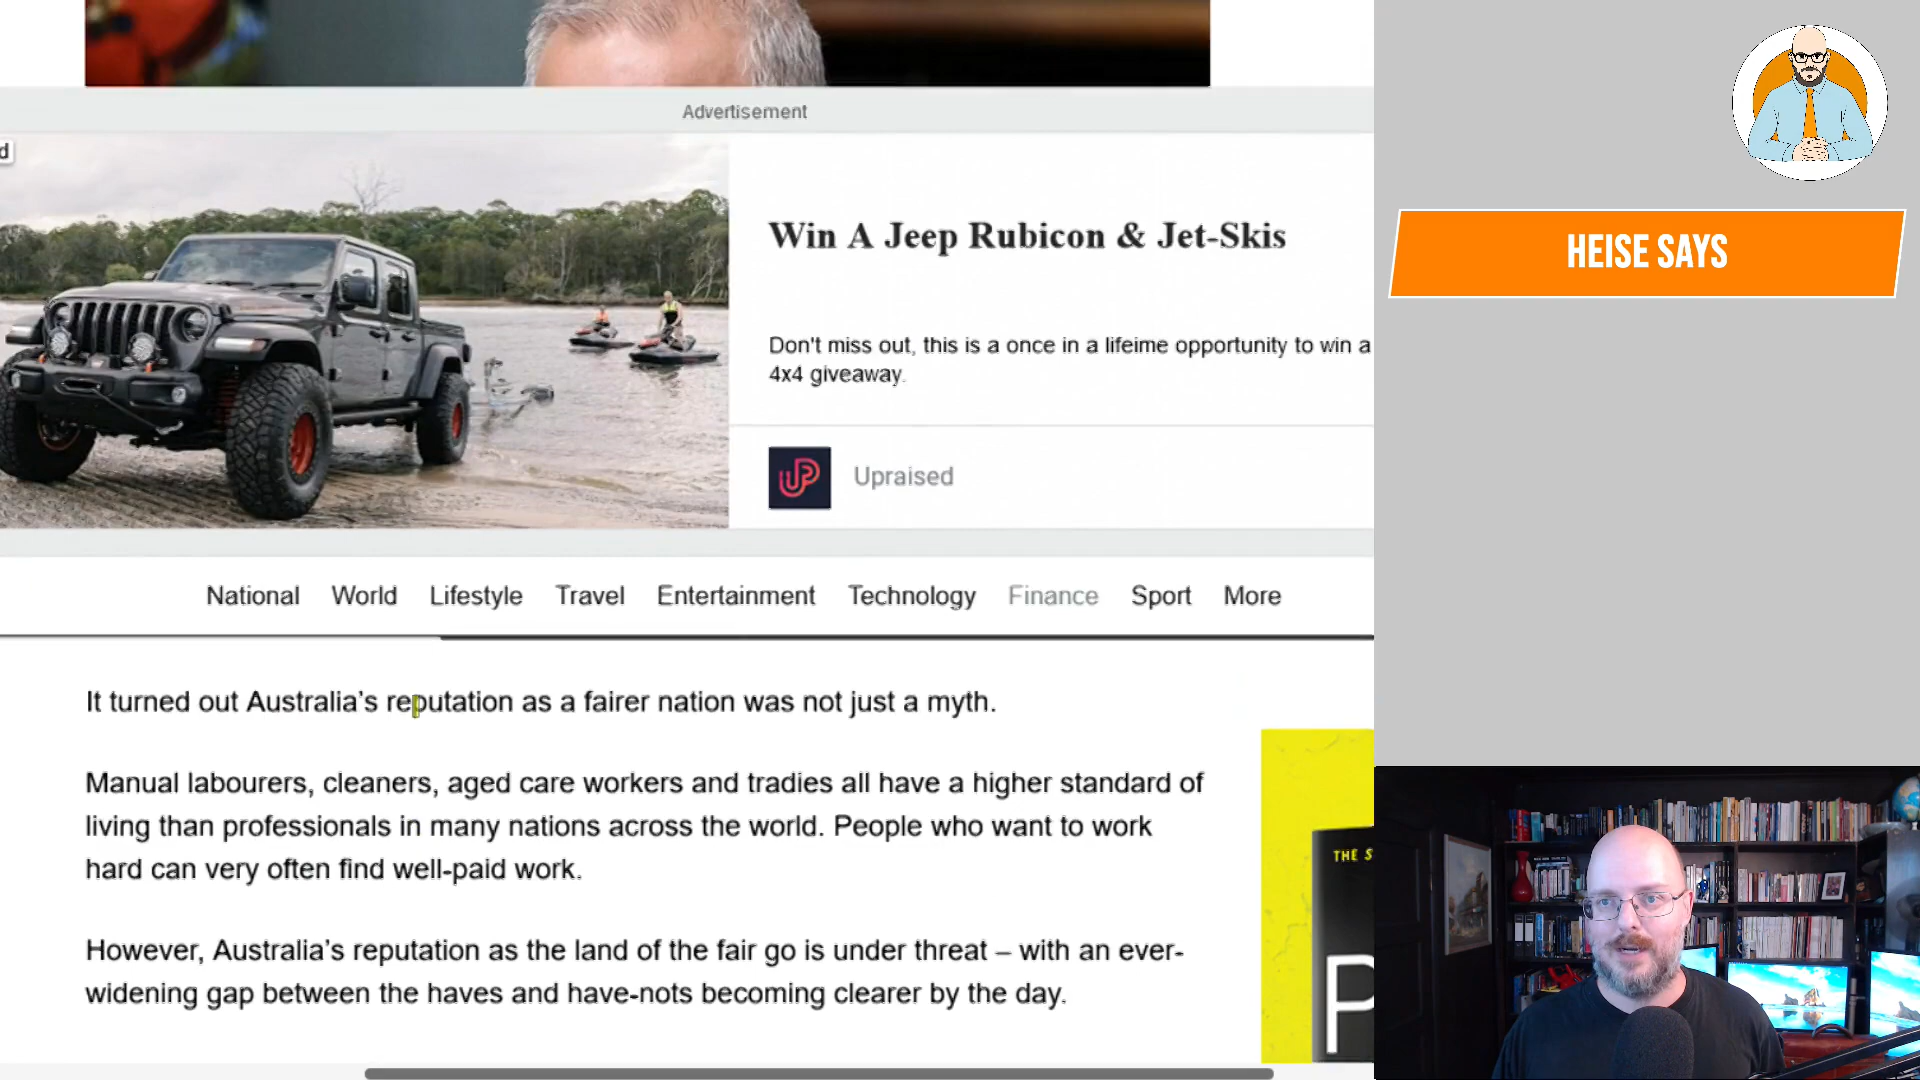 Advertisement
d
Win A Jeep Rubicon & Jet-Skis
Don't miss out, this is a once in a lifeime opportunity to win a
4x4 giveaway.
UP
Upraised
National World Lifestyle Travel Entertainment Technology Finance Sport More
It turned out Australia’s reputation as a fairer nation was not just a myth.
Manual labourers, cleaners, aged care workers and tradies all have a higher standard of
living than professionals in many nations across the world. People who want to work
hard can very often find well-paid work.
However, Australia’s reputation as the land of the fair go is under threat – with an ever-
widening gap between the haves and have-nots becoming clearer by the day.
THE S
P
HEISE SAYS